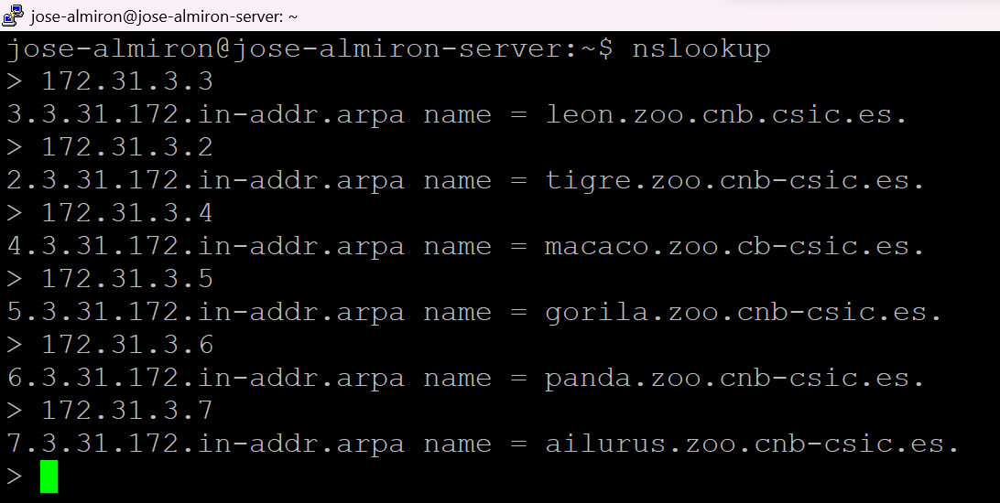 jose-almiron@jose-almiron-server: ~
jose-almiron@jose-almiron-server:~$ nslookup
> 172.31.3.3
3.3.31.172.in-addr.arpa name = leon.zoo.cnb.csic.es.
> 172.31.3.2
2.3.31.172.in-addr.arpa name = tigre.zoo.cnb-csic.es.
> 172.31.3.4
4.3.31.172.in-addr.arpa name = macaco.zoo.cb-csic.es.
> 172.31.3.5
5.3.31.172.in-addr.arpa name = gorila.zoo.cnb-csic.es.
> 172.31.3.6
6.3.31.172.in-addr.arpa name = panda.zoo.cnb-csic.es.
> 172.31.3.7
7.3.31.172.in-addr.arpa name = ailurus.zoo.cnb-csic.es.
>